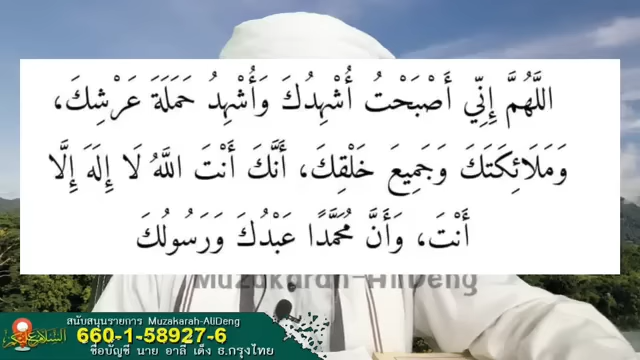 اللَّهُمَّ إِنِّي أَصْبَحْتُ أُشْهِدُكَ وَأُشْهِدُ حَمَلَةَ عَرْشِكَ،
وَمَلَائِكَتَكَ وَجَمِيعَ خَلْقِكَ، أَنَّكَ أَنْتَ اللَّهُ لَا إِلَهَ إِلَّا
أَنْتَ، وَأَنَّ مُحَمَّدًا عَبْدُكَ وَرَسُولُكَ
Muzakarah-AliDeng
สนับสนุนรายการ Muzakarah-AliDeng
660-1-58927-6
ชื่อบัญชี นาย อาลี เด็ง ธ.กรุงไทย